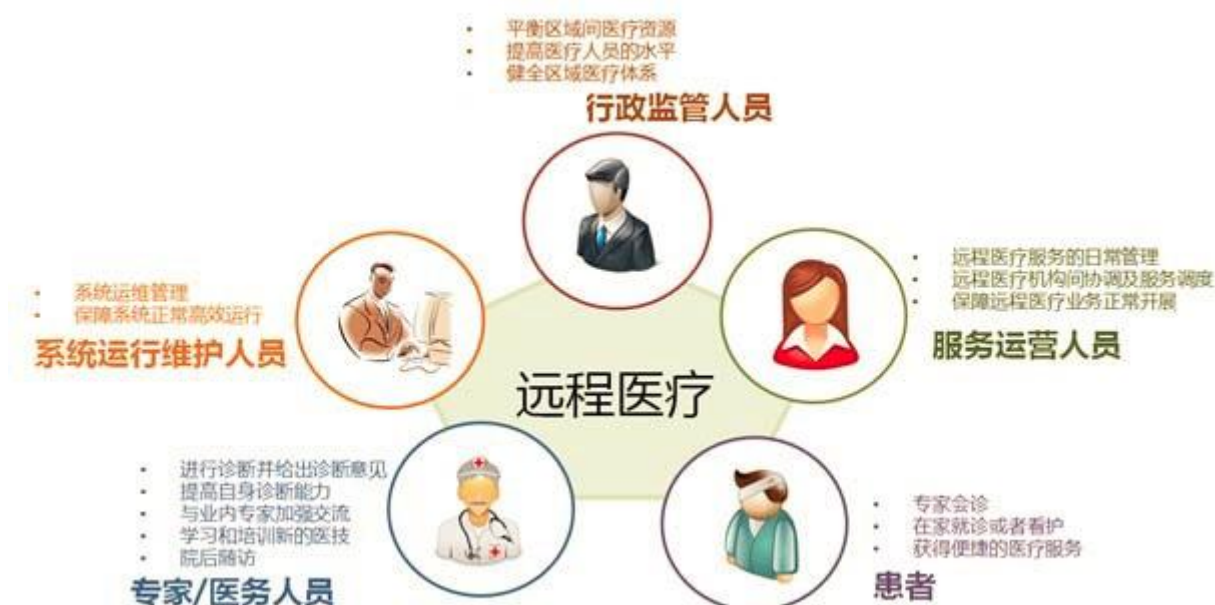 • 平衡区域间医疗资源
• 提高医疗人员的水平
• 健全区域医疗体系
行政监管人员
• 系统运维管理
• 保障系统正常高效运行
系统运行维护人员
• 远程医疗服务的日常管理
• 远程医疗机构间协调及服务调度
• 保障远程医疗业务正常开展
服务运营人员
远程医疗
• 进行诊断并给出诊断意见
• 提高自身诊断能力
• 与业内专家加强交流
• 学习和培训新的医技
• 院后随访
专家/医务人员
• 专家会诊
• 在家就诊或者看护
• 获得便捷的医疗服务
患者